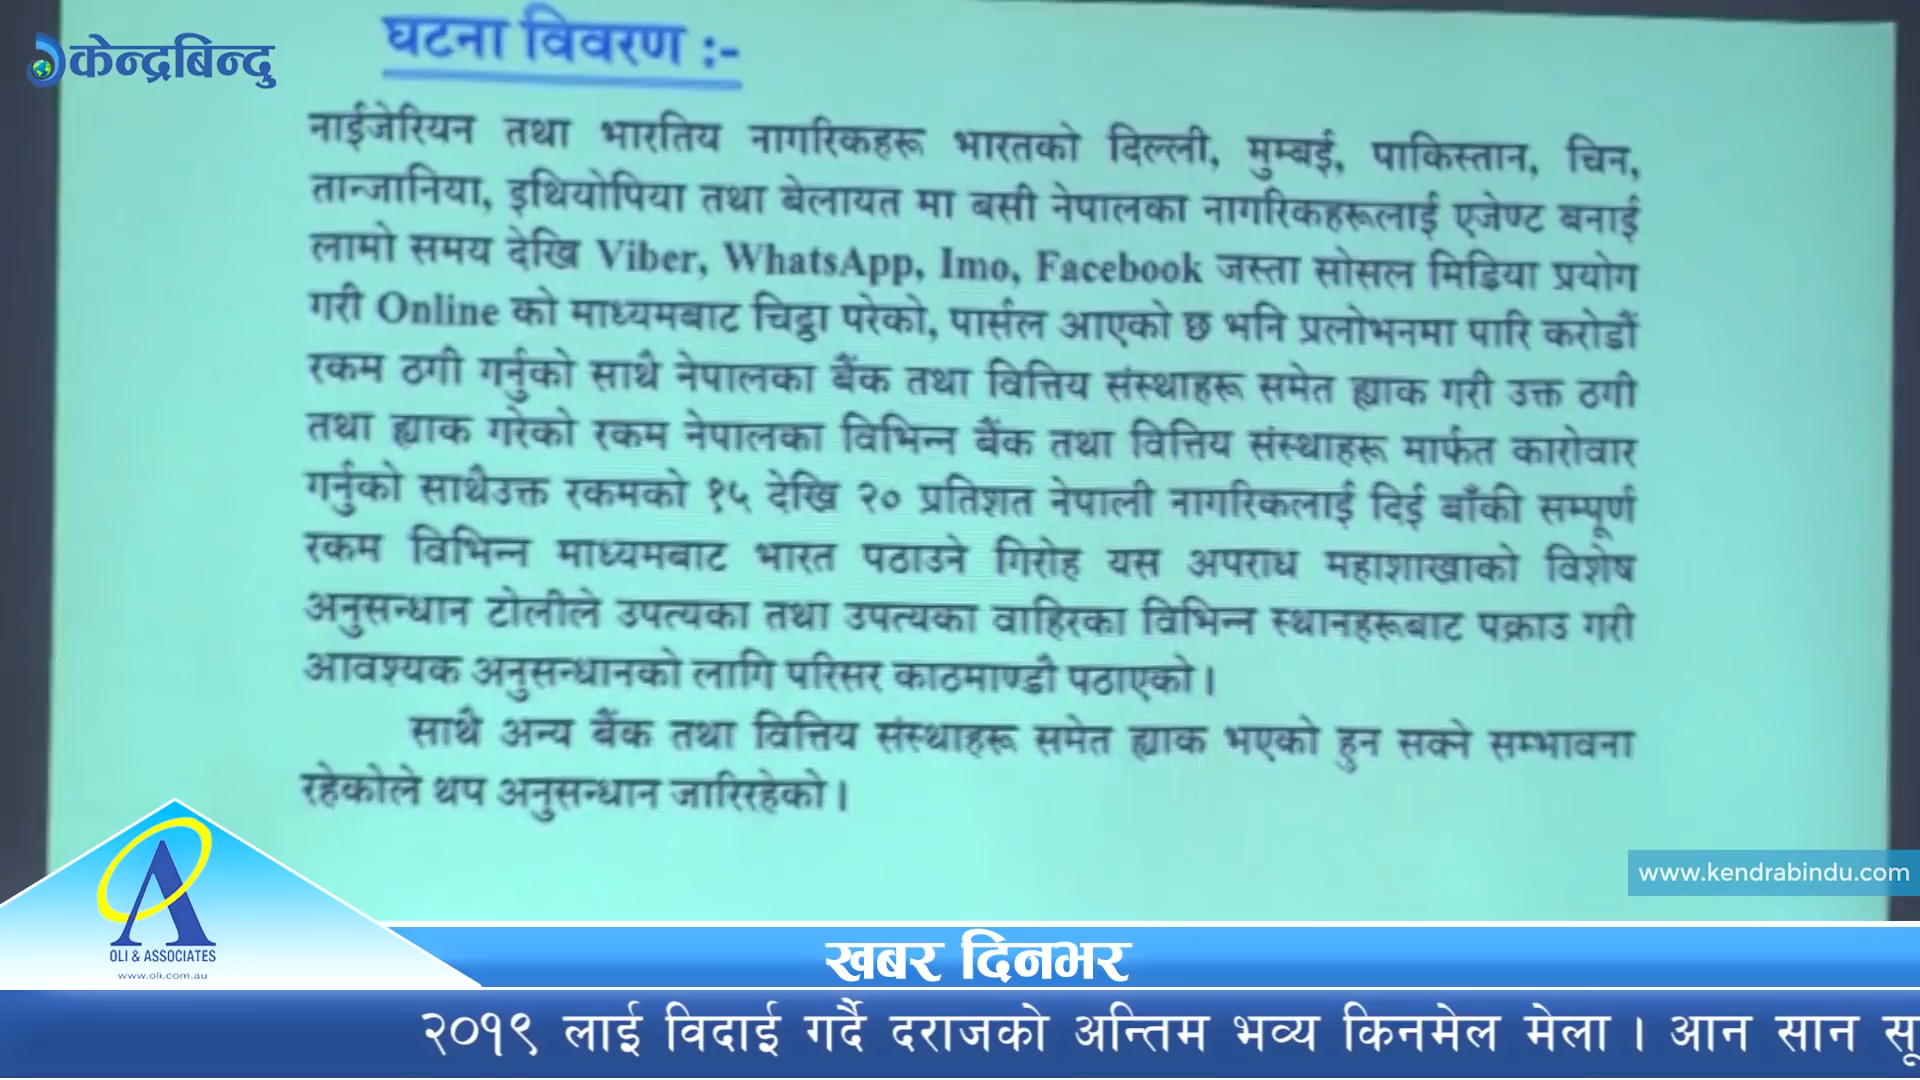 केन्द्रबिन्दु
घटना विवरण :-
नाईजेरियन तथा भारतिय नागरिकहरू भारतको दिल्ली, मुम्बई, पाकिस्तान, चिन,
तान्जानिया, इथियोपिया तथा बेलायत मा बसी नेपालका नागरिकहरूलाई एजेण्ट बनाई
लामो समय देखि Viber, WhatsApp, Imo, Facebook जस्ता सोसल मिडिया प्रयोग
गरी Online को माध्यमबाट चिट्ठा परेको, पार्सल आएको छ भनि प्रलोभनमा पारि करोडौं
रकम ठगी गर्नुको साथै नेपालका बैंक तथा वित्तिय संस्थाहरू समेत ह्याक गरी उक्त ठगी
तथा ह्याक गरेको रकम नेपालका विभिन्न बैंक तथा वित्तिय संस्थाहरू मार्फत कारोवार
गर्नुको साथैउक्त रकमको १५ देखि २० प्रतिशत नेपाली नागरिकलाई दिई बाँकी सम्पूर्ण
रकम विभिन्न माध्यमबाट भारत पठाउने गिरोह यस अपराध महाशाखाको विशेष
अनुसन्धान टोलीले उपत्यका तथा उपत्यका वाहिरका विभिन्न स्थानहरूबाट पक्राउ गरी
आवश्यक अनुसन्धानको लागि परिसर काठमाण्डौ पठाएको।
साथै अन्य बैंक तथा वित्तिय संस्थाहरू समेत ह्याक भएको हुन सक्ने सम्भावना
रहेकोले थप अनुसन्धान जारिरहेको।
www.kendrabindu.com
A
OLI & ASSOCIATES
www.oli.com.au
खबर दिनभर
२०१९ लाई विदाई गर्दै दराजको अन्तिम भव्य किनमेल मेला । आन सान सू